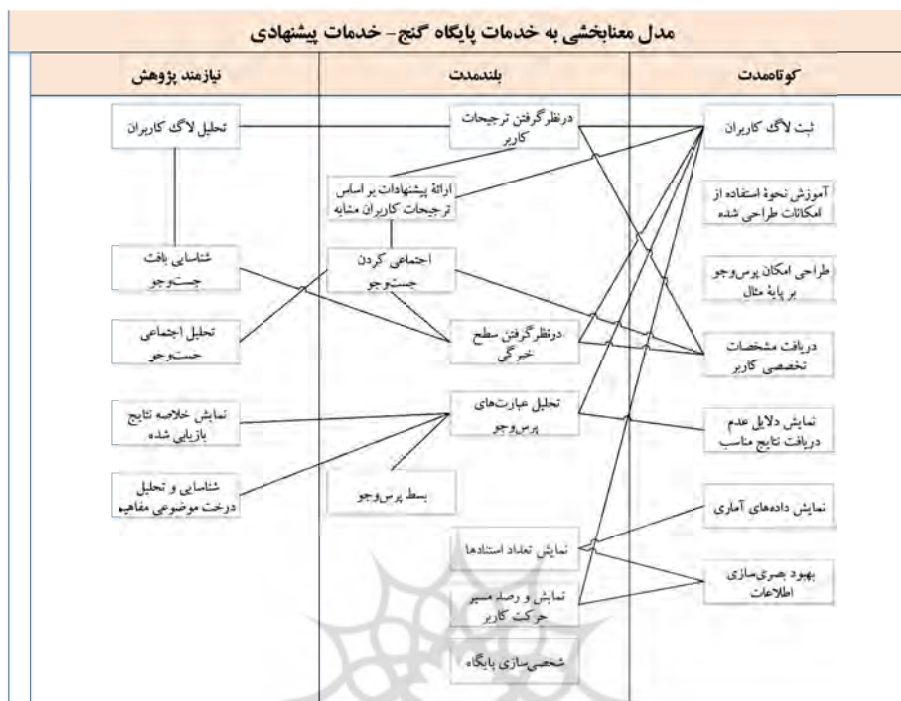 مدل معنابخشی به خدمات پایگاه گنج- خدمات پیشنهادی
کوتاه‌مدت
بلندمدت
نیازمند پژوهش
ثبت لاگ کاربران
آموزش نحوۀ استفاده از
امکانات طراحی شده
طراحی امکان پرس‌وجو
بر پایۀ مثال
دریافت مشخصات
تخصصی کاربر
نمایش دلایل عدم
دریافت نتایج مناسب
نمایش داده‌های آماری
بهبود بصری‌سازی
اطلاعات
درنظرگرفتن ترجیحات
کاربر
ارائۀ پیشنهادات بر اساس
ترجیحات کاربران مشابه
اجتماعی کردن
جست‌وجو
درنظرگرفتن سطح
خبرگی
تحلیل عبارت‌های
پرس‌وجو
بسط پرس‌وجو
نمایش تعداد استنادها
نمایش و رصد مسیر
حرکت کاربر
شخصی‌سازی پایگاه
تحلیل لاگ کاربران
شناسایی بافت
جست‌وجو
تحلیل اجتماعی
جست‌وجو
نمایش خلاصه نتایج
بازیابی شده
شناسایی و تحلیل
درخت موضوعی مفاهیم